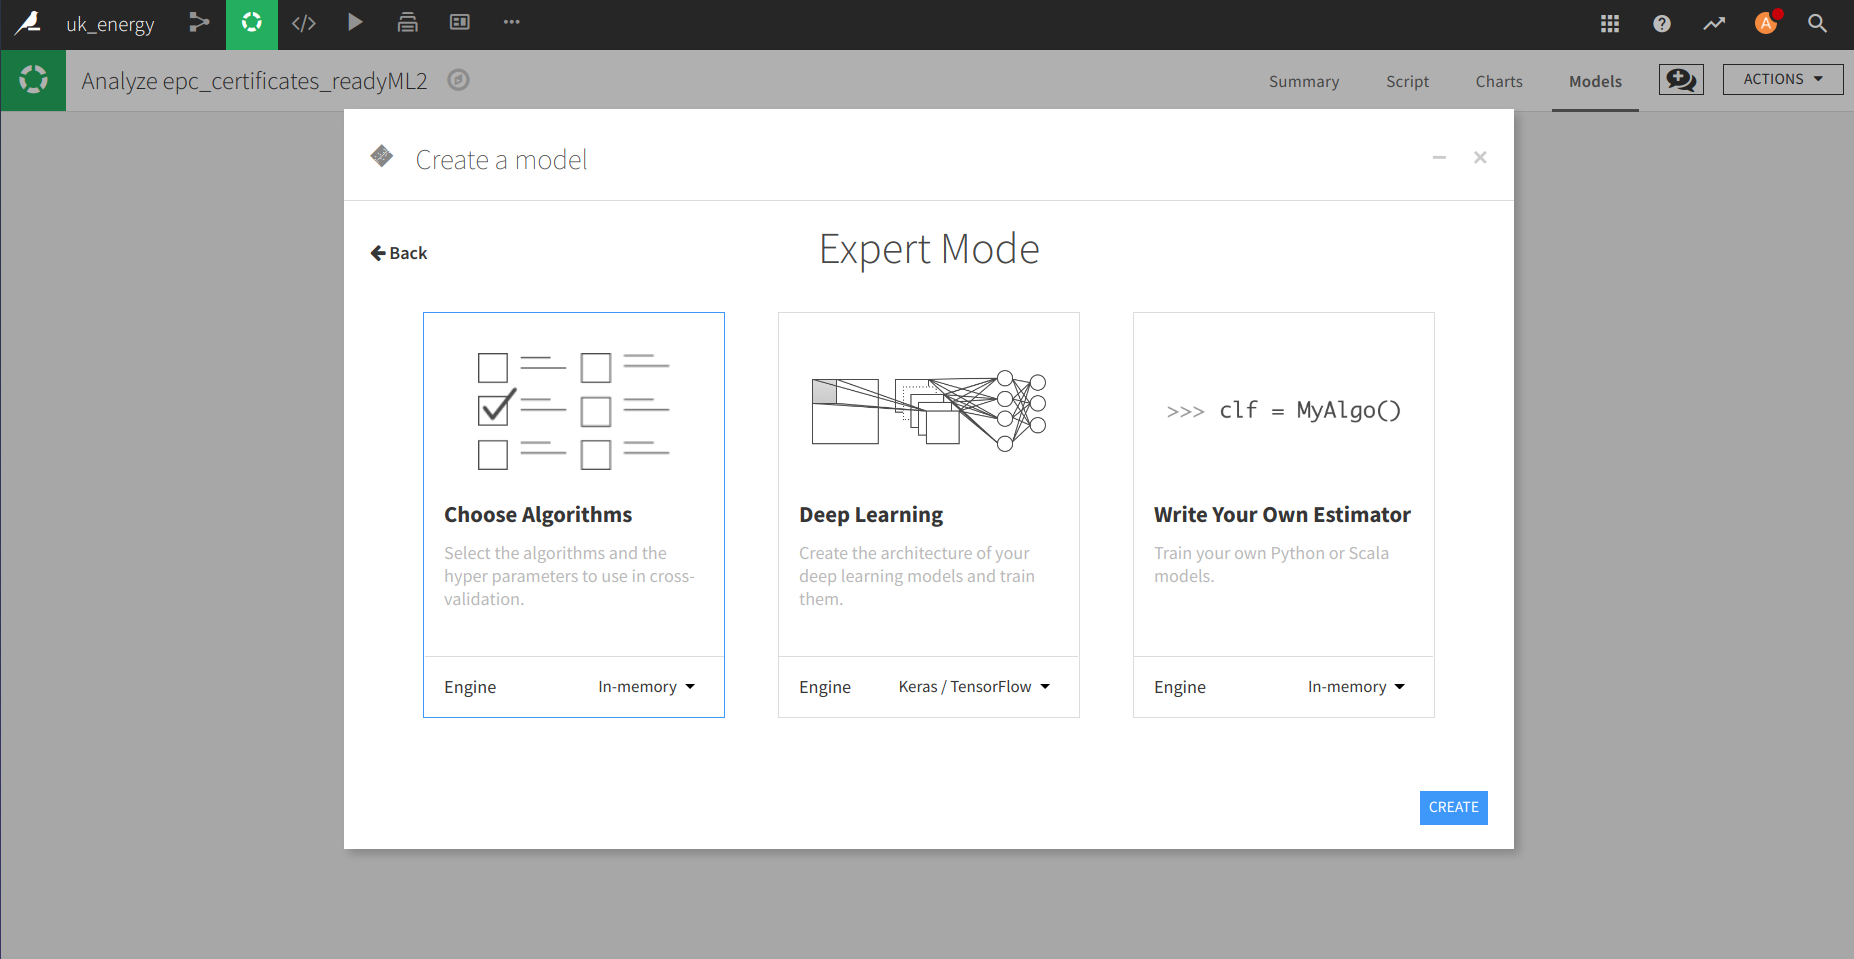 uk_energy
A
Analyze epc_certificates_readyML2
Summary
Script
Charts
Models
ACTIONS
Create a model
Back
Expert Mode
>>> clf = MyAlgo()
Choose Algorithms
Select the algorithms and the
hyper parameters to use in cross-
validation.
Engine
In-memory
Deep Learning
Create the architecture of your
deep learning models and train
them.
Engine
Keras / TensorFlow
Write Your Own Estimator
Train your own Python or Scala
models.
Engine
In-memory
CREATE